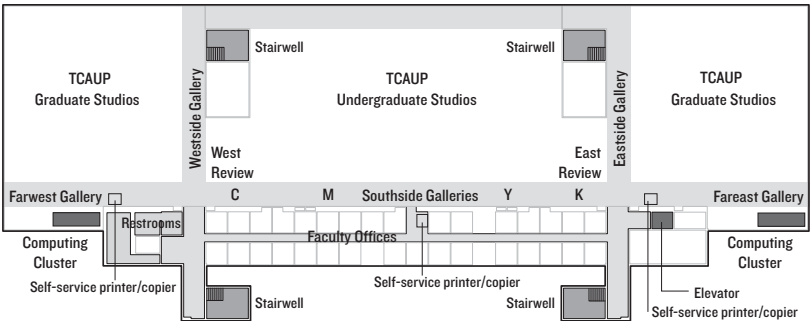 Stairwell
Stairwell
TCAUP
Graduate Studios
Westside Gallery
TCAUP
Undergraduate Studios
Eastside Gallery
TCAUP
Graduate Studios
West
Review
East
Review
Farwest Gallery
C
M
Southside Galleries
Y
K
Fareast Gallery
Restrooms
Faculty Offices
Computing
Cluster
Computing
Cluster
Self-service printer/copier
Self-service printer/copier
Elevator
Stairwell
Stairwell
Self-service printer/copier